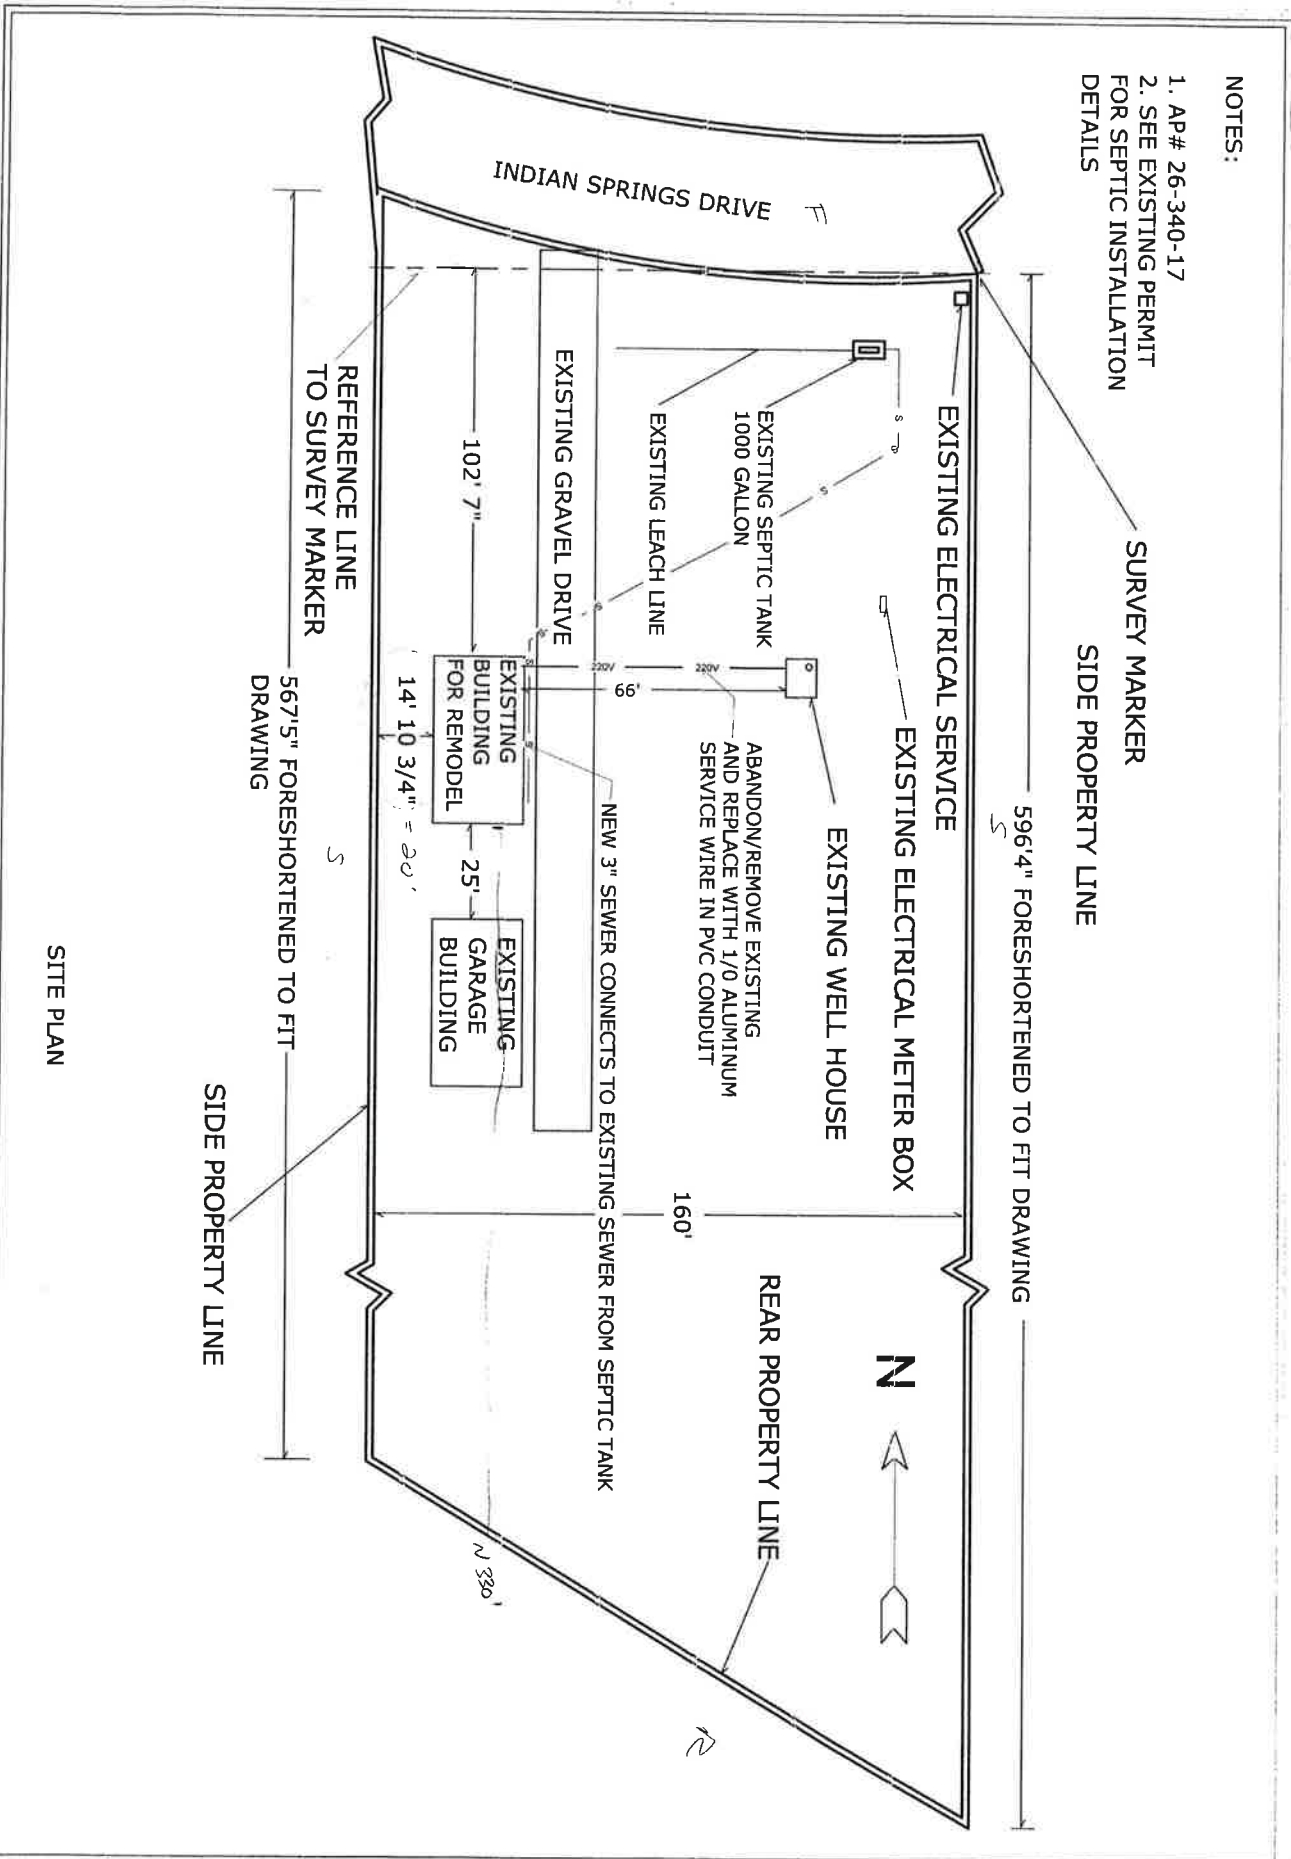 NOTES:
1. AP# 26-340-17
2. SEE EXISTING PERMIT
FOR SEPTIC INSTALLATION
DETAILS
SURVEY MARKER
SIDE PROPERTY LINE
596'4" FORESHORTENED TO FIT DRAWING
S
EXISTING ELECTRICAL SERVICE
EXISTING ELECTRICAL METER BOX
EXISTING WELL HOUSE
N
INDIAN SPRINGS DRIVE
F
EXISTING SEPTIC TANK
1000 GALLON
EXISTING LEACH LINE
S
S
S
S
S
S
220V
220V
66'
ABANDON/REMOVE EXISTING
AND REPLACE WITH 1/0 ALUMINUM
SERVICE WIRE IN PVC CONDUIT
REAR PROPERTY LINE
160'
R
NEW 3" SEWER CONNECTS TO EXISTING SEWER FROM SEPTIC TANK
EXISTING GRAVEL DRIVE
102' 7"
EXISTING
BUILDING
FOR REMODEL
25'
EXISTING
GARAGE
BUILDING
~ 330'
14' 10 3/4"
= 20'
REFERENCE LINE
TO SURVEY MARKER
S
567'5" FORESHORTENED TO FIT
DRAWING
SIDE PROPERTY LINE
SITE PLAN